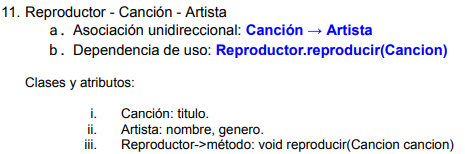 11. Reproductor - Canción - Artista
a. Asociación unidireccional: Canción → Artista
b. Dependencia de uso: Reproductor.reproducir(Cancion)
Clases y atributos:
i. Canción: titulo.
ii. Artista: nombre, genero.
iii. Reproductor->método: void reproducir(Cancion cancion)